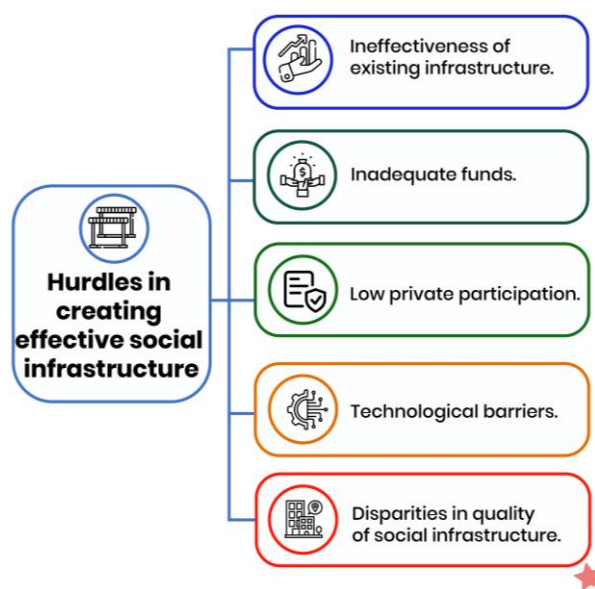 Hurdles in
creating
effective social
infrastructure
Ineffectiveness of
existing infrastructure.
Inadequate funds.
Low private participation.
Technological barriers.
Disparities in quality
of social infrastructure.